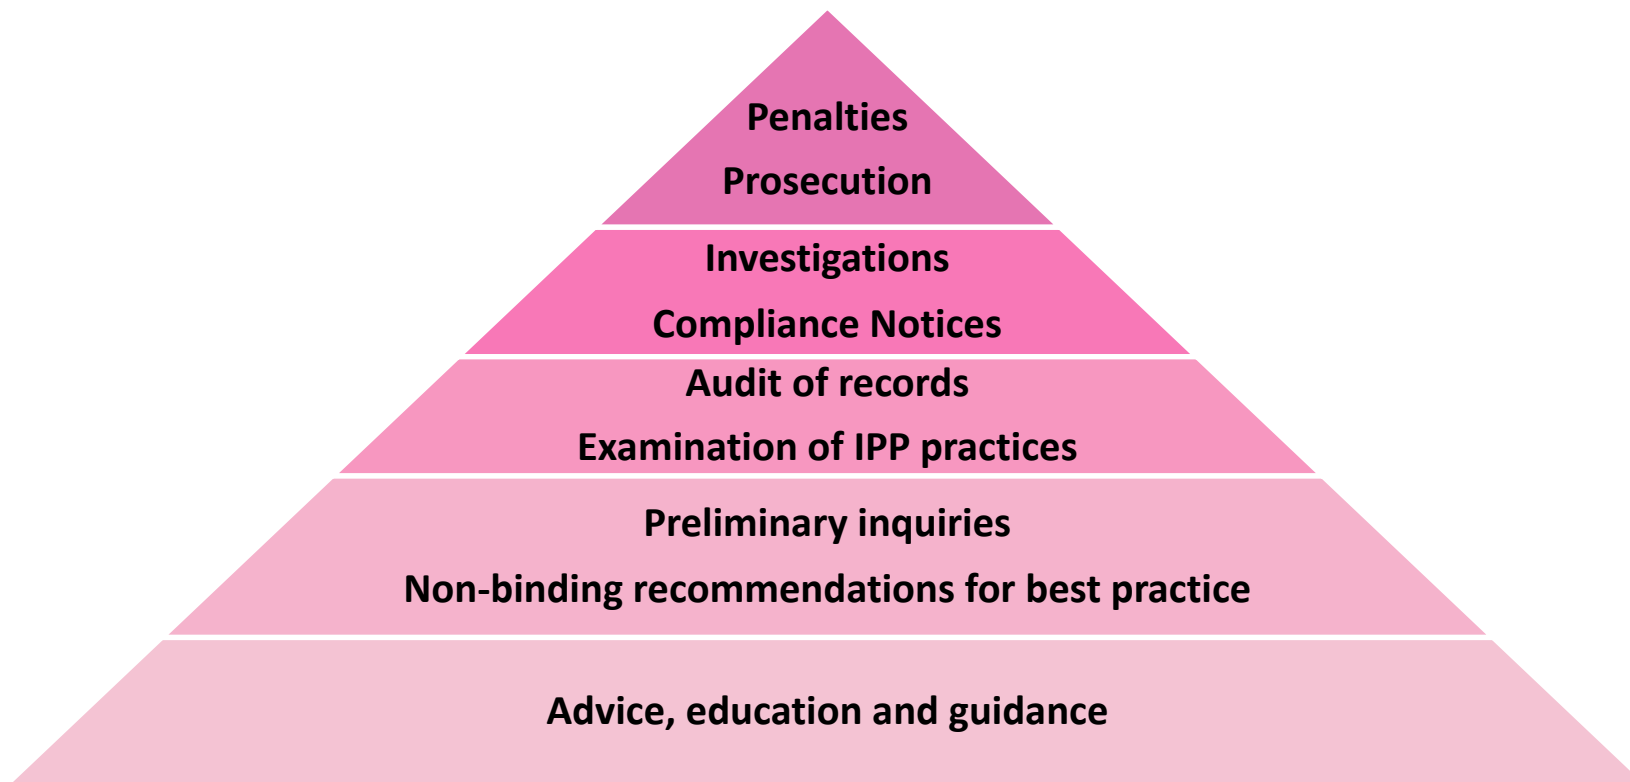 Penalties
Prosecution
Investigations
Compliance Notices
Audit of records
Examination of IPP practices
Preliminary inquiries
Non-binding recommendations for best practice
Advice, education and guidance